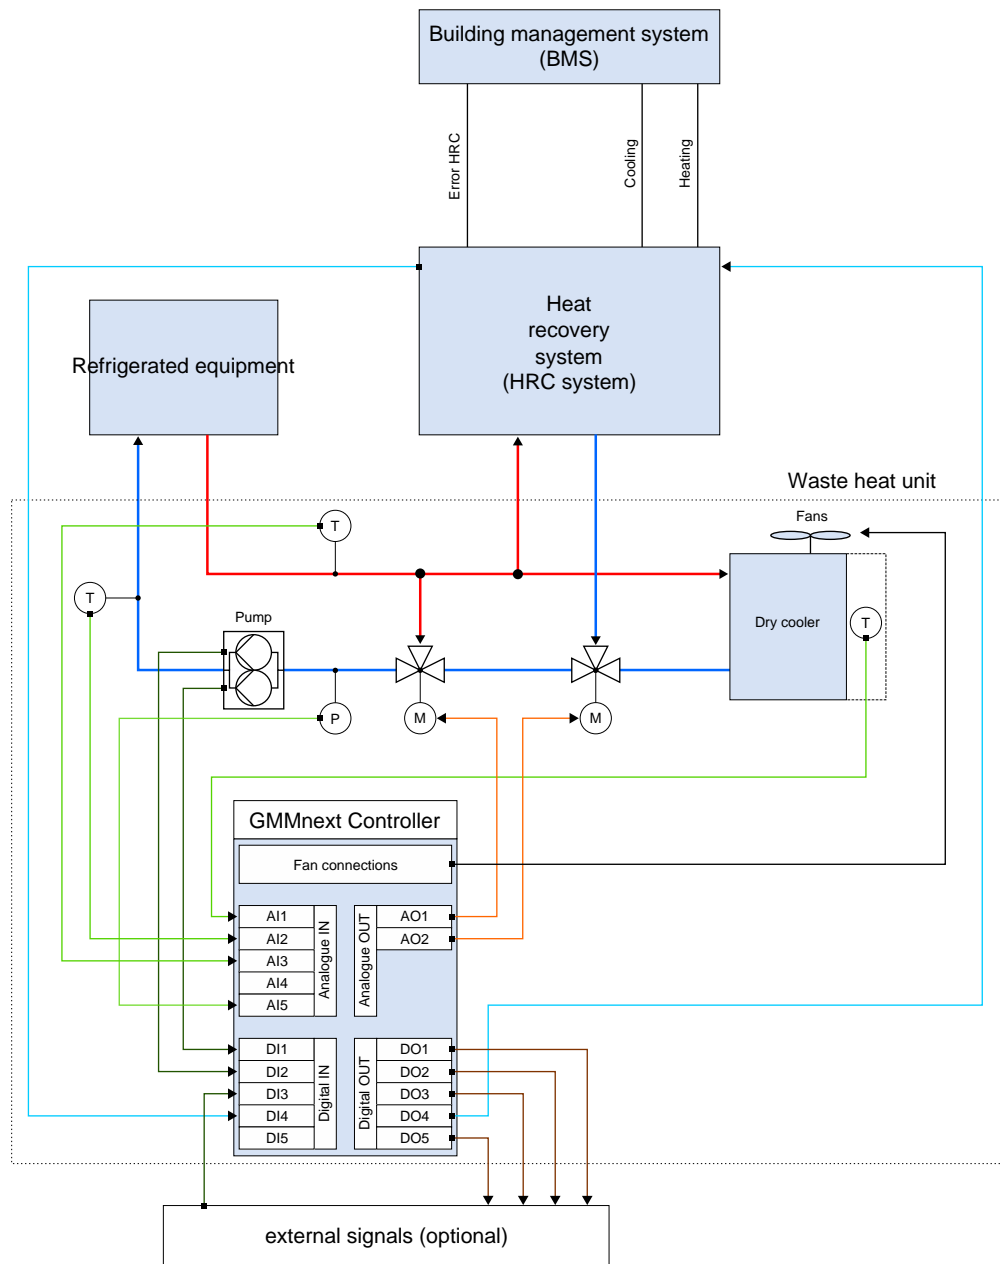 Building management system
(BMS)
Error HRC
Cooling
Heating
Heat
recovery
system
(HRC system)
Refrigerated equipment
Waste heat unit
Fans
T
T
Pump
Dry cooler
T
P
M
M
GMMnext Controller
Fan connections
AI1
AI2
AI3
AI4
AI5
Analogue IN
Analogue OUT
AO1
AO2
DI1
DI2
DI3
DI4
DI5
Digital IN
Digital OUT
DO1
DO2
DO3
DO4
DO5
external signals (optional)